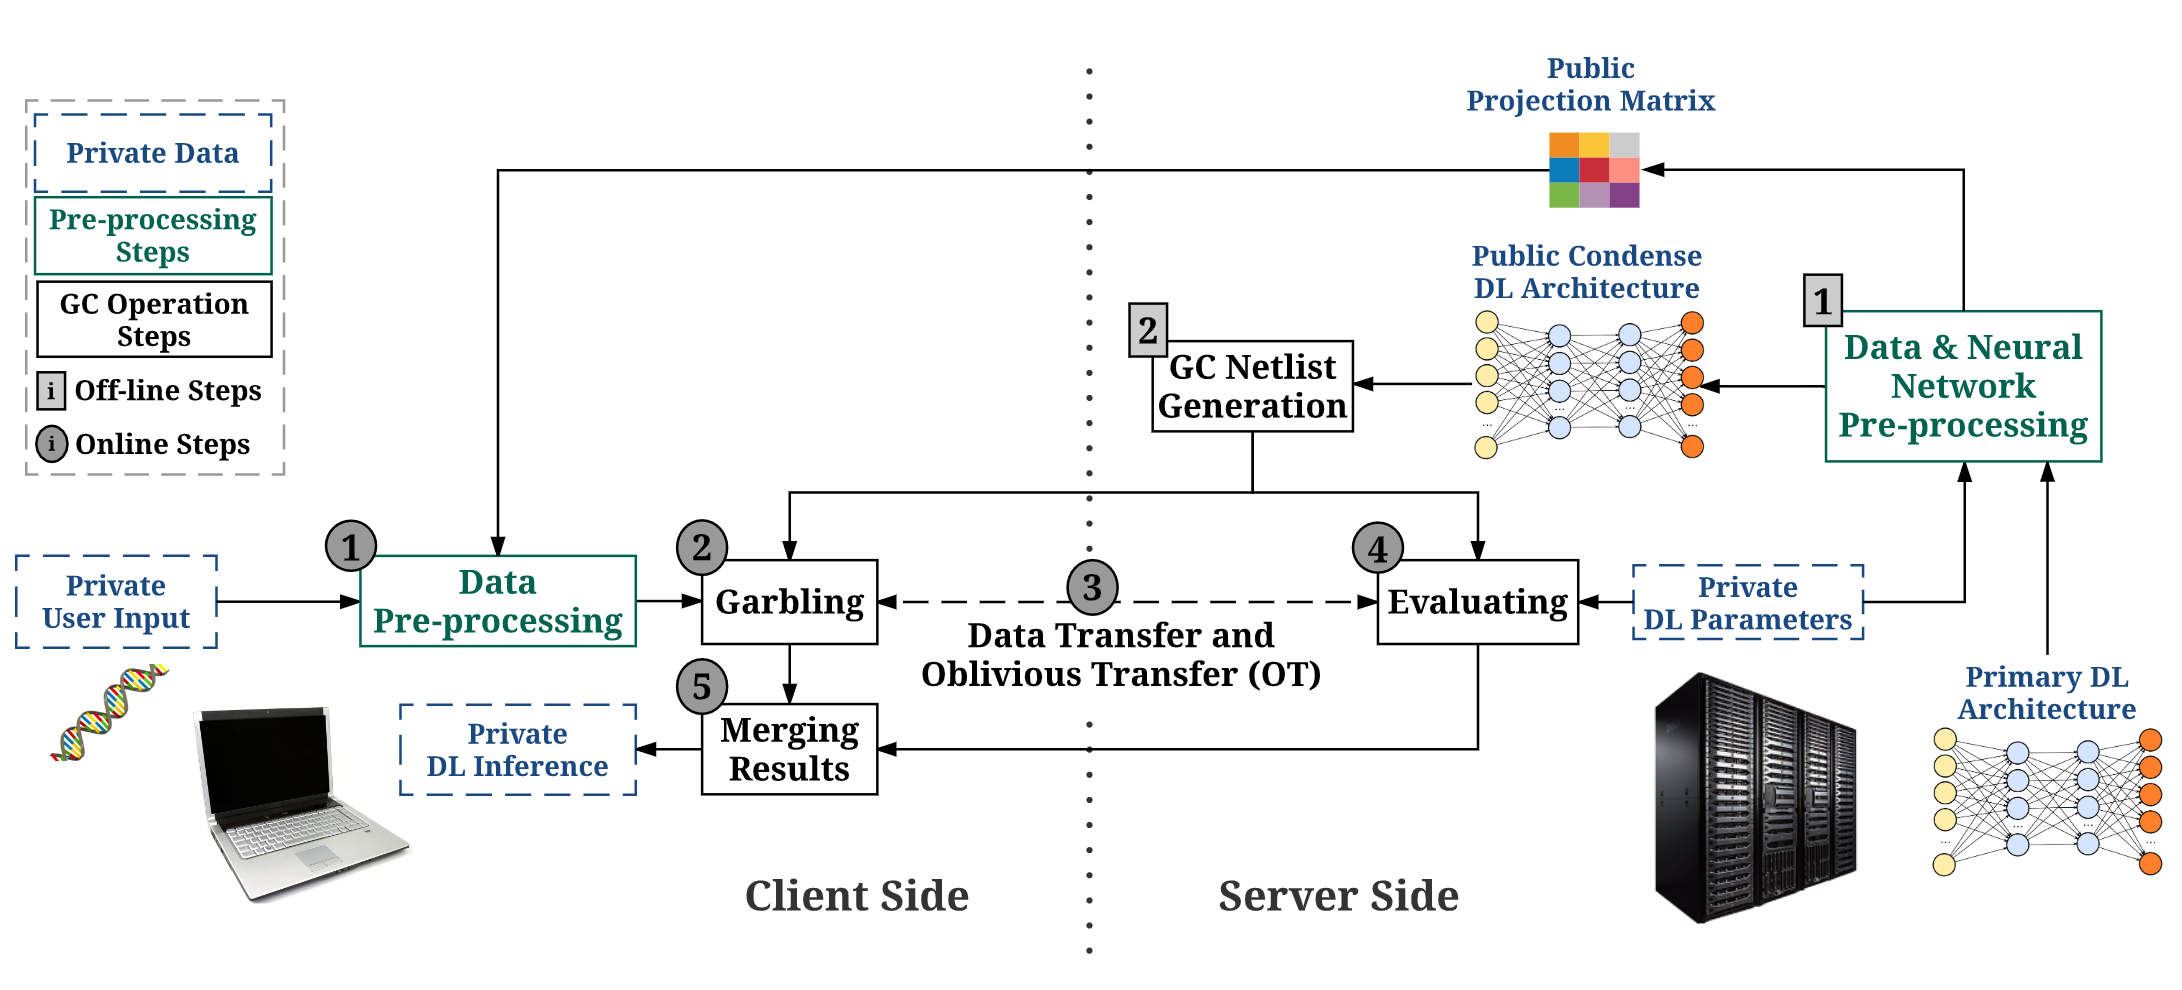 Private Data
Pre-processing
Steps
GC Operation
Steps
i Off-line Steps
i Online Steps
Public
Projection Matrix
Public Condense
DL Architecture
1
Data & Neural
Network
Pre-processing
2
GC Netlist
Generation
Private
User Input
1
Data
Pre-processing
2
Garbling
3
Data Transfer and
Oblivious Transfer (OT)
4
Evaluating
Private
DL Parameters
Primary DL
Architecture
5
Merging
Results
Private
DL Inference
Client Side
Server Side